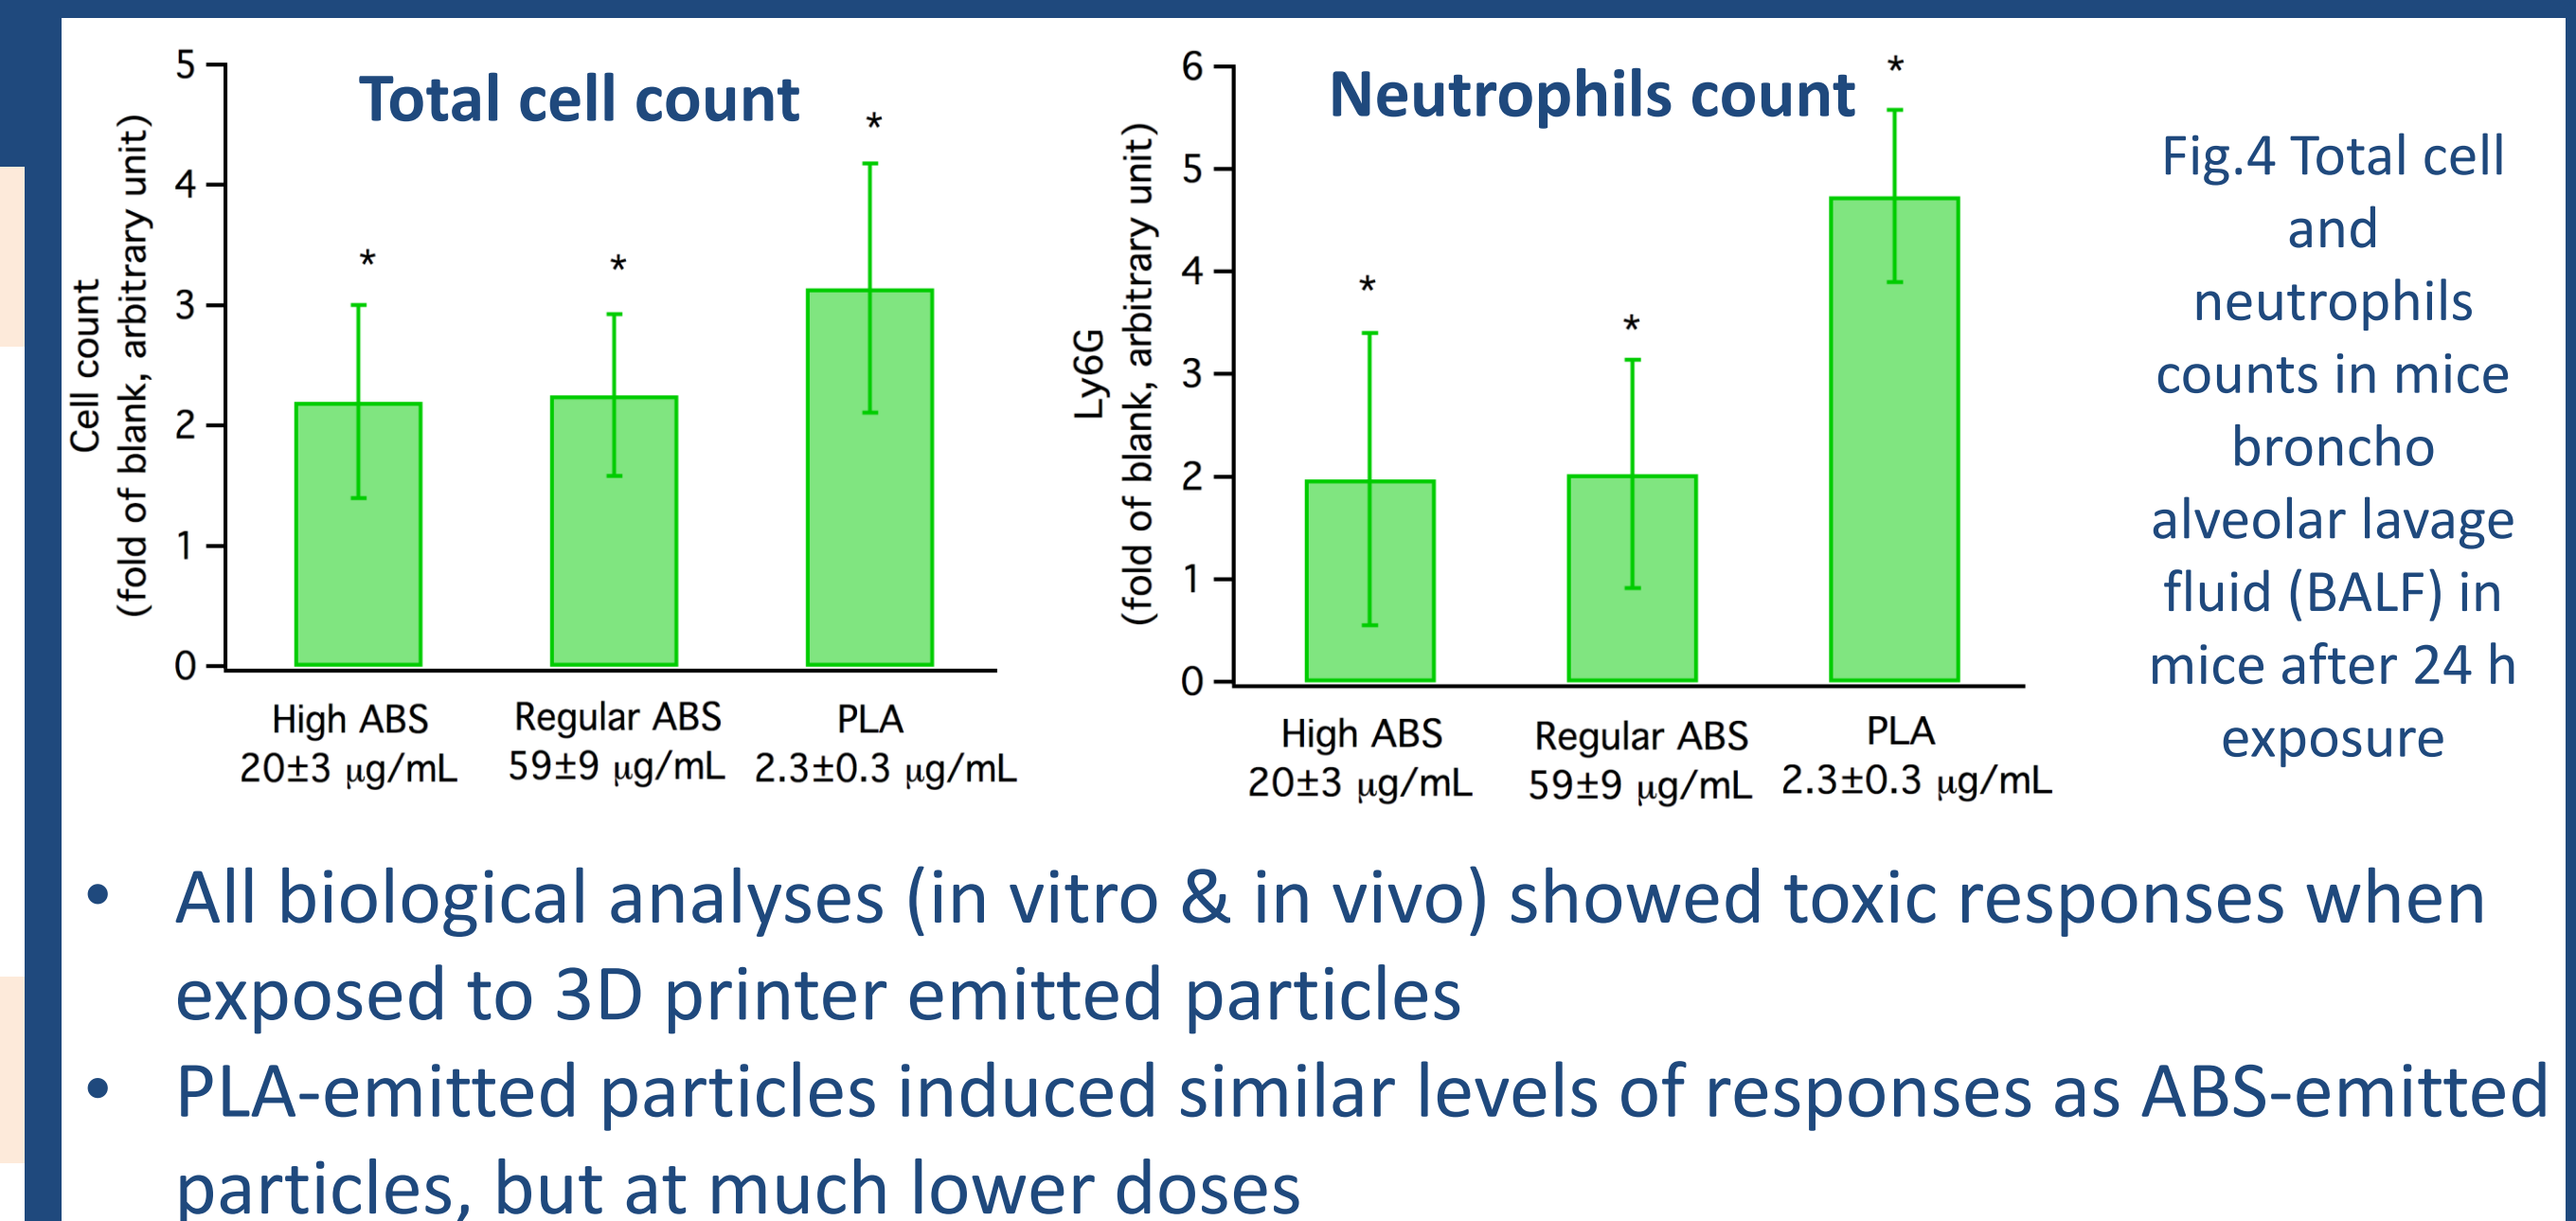 Total cell count
Cell count
(fold of blank, arbitrary unit)
5
4
3
2
1
0
*
*
*
High ABS
20±3 µg/mL
Regular ABS
59±9 µg/mL
PLA
2.3±0.3 µg/mL
Neutrophils count
Ly6G
(fold of blank, arbitrary unit)
6
5
4
3
2
1
0
*
*
*
High ABS
20±3 µg/mL
Regular ABS
59±9 µg/mL
PLA
2.3±0.3 µg/mL
Fig.4 Total cell
and
neutrophils
counts in mice
broncho
alveolar lavage
fluid (BALF) in
mice after 24 h
exposure
• All biological analyses (in vitro & in vivo) showed toxic responses when
exposed to 3D printer emitted particles
• PLA-emitted particles induced similar levels of responses as ABS-emitted
particles, but at much lower doses